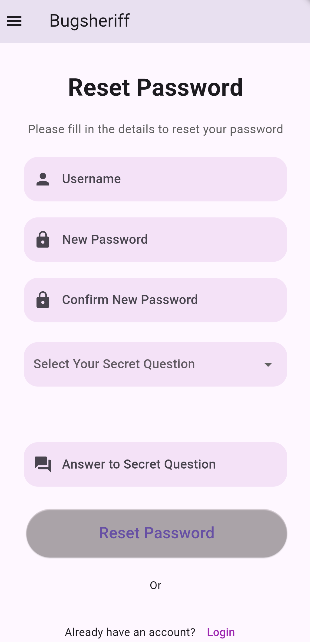 Bugsheriff
Reset Password
Please fill in the details to reset your password
Username
New Password
Confirm New Password
Select Your Secret Question
Answer to Secret Question
Reset Password
Or
Already have an account? Login